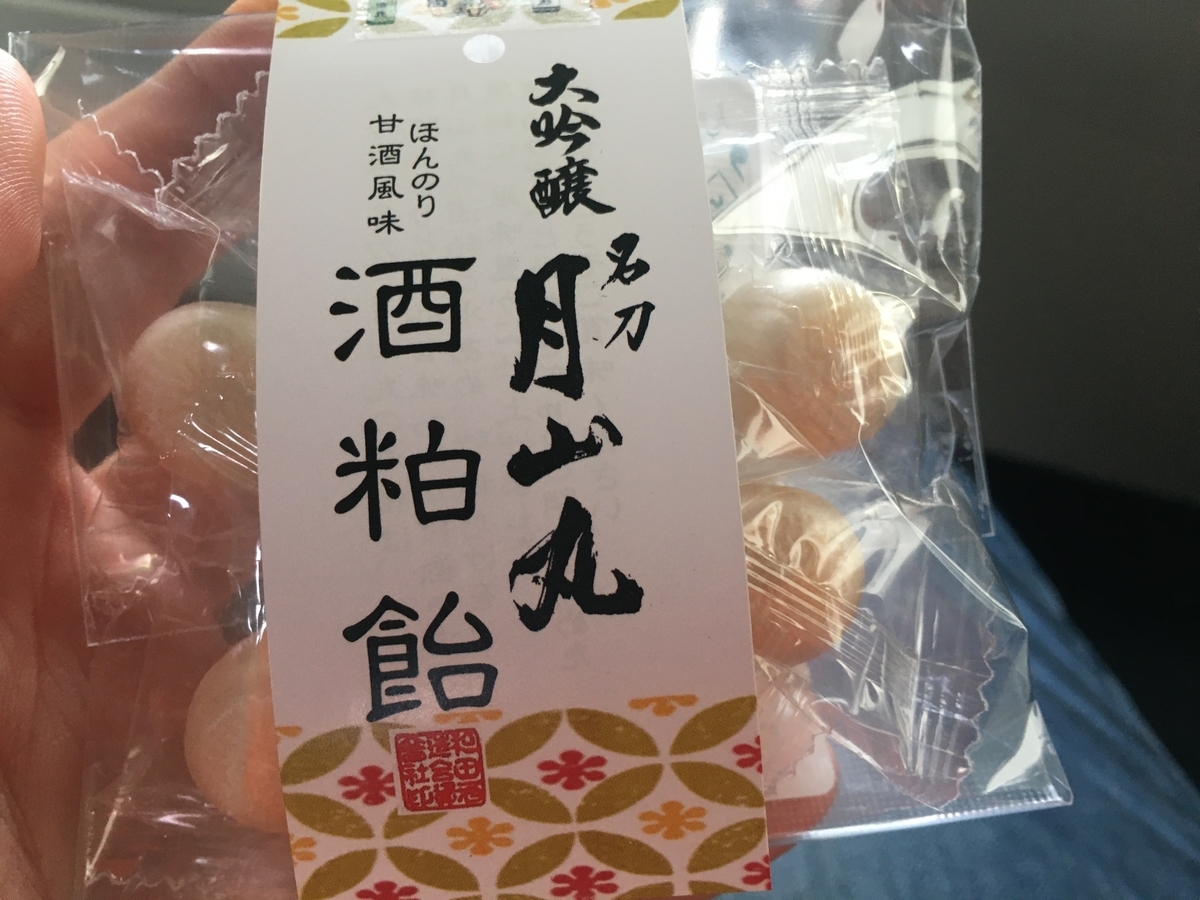 大吟醸
名刀
月山丸
ほんのり
甘酒風味
酒粕飴